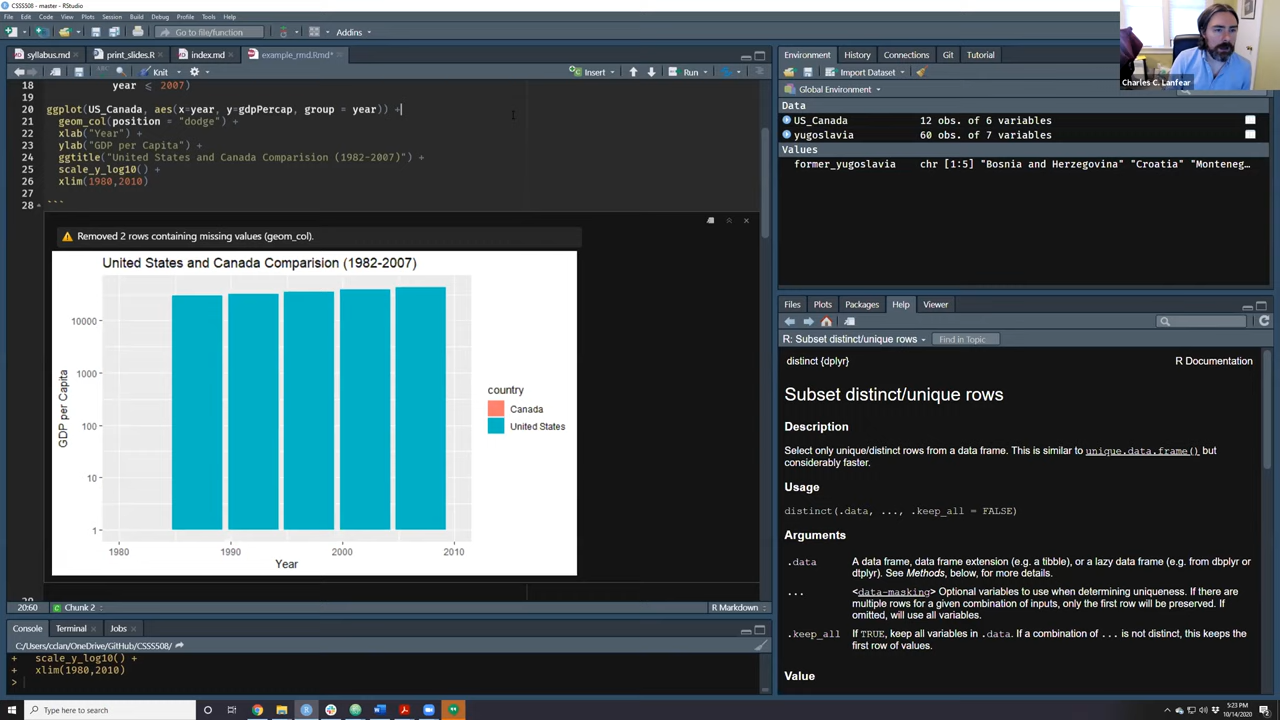 CSSS508 - master - RStudio
File Edit Code View Plots Session Build Debug Profile Tools Help
Go to file/function Addins
syllabus.md print_slides.R index.md example_rmd.Rmd*
Knit Insert Run
18 year <= 2007)
19
20 ggplot(US_Canada, aes(x=year, y=gdpPercap, group = year)) +
21 geom_col(position = "dodge") +
22 xlab("Year") +
23 ylab("GDP per Capita") +
24 ggtitle("United States and Canada Comparision (1982-2007)") +
25 scale_y_log10() +
26 xlim(1980,2010)
27
28 ```
Removed 2 rows containing missing values (geom_col).
United States and Canada Comparision (1982-2007)
GDP per Capita
10000
1000
100
10
1
1980 1990 2000 2010
Year
country
Canada
United States
20:60 Chunk 2 R Markdown
Console Terminal Jobs
C:/Users/cclan/OneDrive/GitHub/CSSS508/
+ scale_y_log10() +
+ xlim(1980,2010)
>
Environment History Connections Git Tutorial
Import Dataset
Global Environment
Data
US_Canada 12 obs. of 6 variables
yugoslavia 60 obs. of 7 variables
Values
former_yugoslavia chr [1:5] "Bosnia and Herzegovina" "Croatia" "Monteneg…
Charles C. Lanfear
Files Plots Packages Help Viewer
R: Subset distinct/unique rows Find in Topic
distinct {dplyr} R Documentation
Subset distinct/unique rows
Description
Select only unique/distinct rows from a data frame. This is similar to unique.data.frame() but
considerably faster.
Usage
distinct(.data, ..., .keep_all = FALSE)
Arguments
.data A data frame, data frame extension (e.g. a tibble), or a lazy data frame (e.g. from dbplyr or
dtplyr). See Methods, below, for more details.
... <data-masking> Optional variables to use when determining uniqueness. If there are
multiple rows for a given combination of inputs, only the first row will be preserved. If
omitted, will use all variables.
.keep_all If TRUE, keep all variables in .data. If a combination of ... is not distinct, this keeps the
first row of values.
Value
Type here to search
5:23 PM
10/14/2020